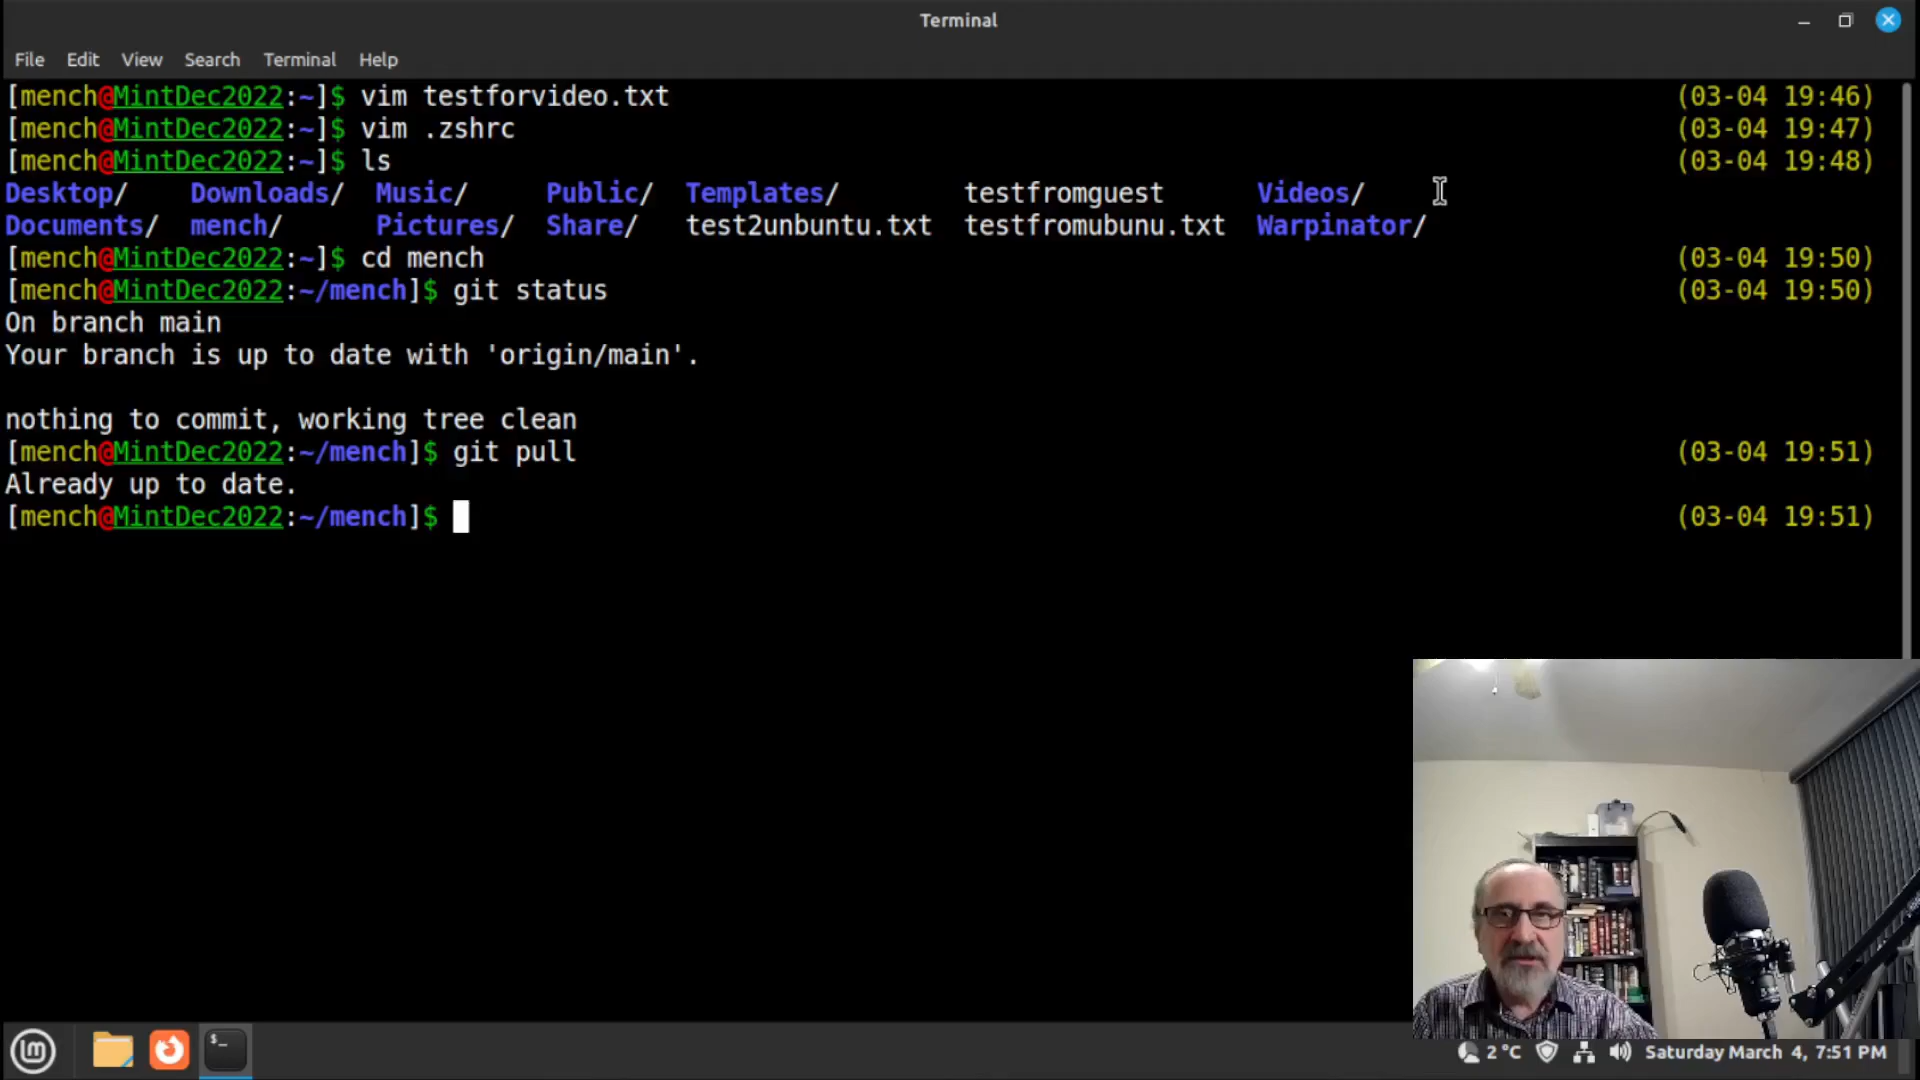 Terminal
File Edit View Search Terminal Help
[mench@MintDec2022:~]$ vim testforvideo.txt (03-04 19:46)
[mench@MintDec2022:~]$ vim .zshrc (03-04 19:47)
[mench@MintDec2022:~]$ ls (03-04 19:48)
Desktop/ Downloads/ Music/ Public/ Templates/ testfromguest Videos/
Documents/ mench/ Pictures/ Share/ test2unbuntu.txt testfromubunu.txt Warpinator/
[mench@MintDec2022:~]$ cd mench (03-04 19:50)
[mench@MintDec2022:~/mench]$ git status (03-04 19:50)
On branch main
Your branch is up to date with 'origin/main'.
nothing to commit, working tree clean
[mench@MintDec2022:~/mench]$ git pull (03-04 19:51)
Already up to date.
[mench@MintDec2022:~/mench]$ (03-04 19:51)
2 °C Saturday March 4, 7:51 PM